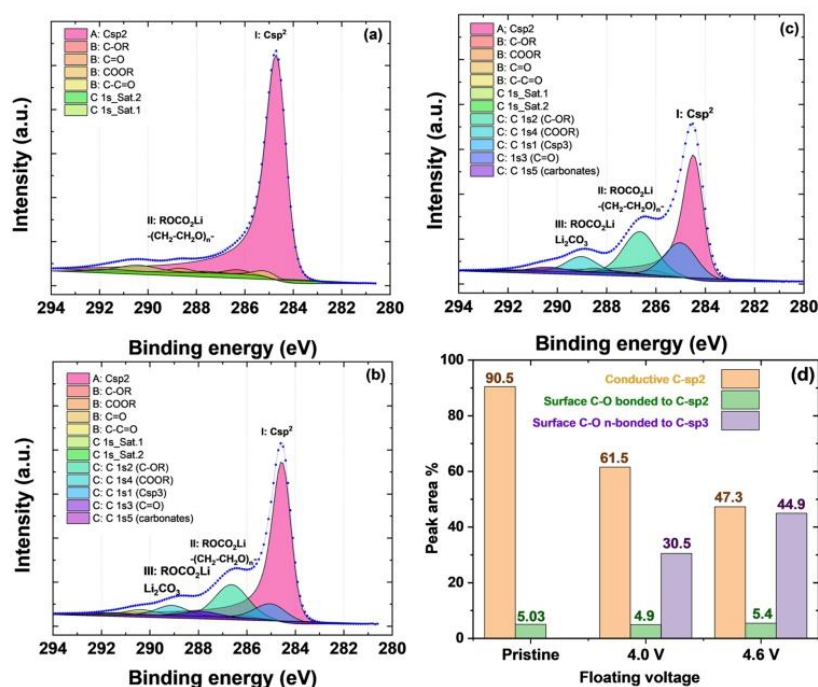 (a)
I: Csp²
A: Csp2
B: C-OR
B: C=O
B: COOR
B: C-C=O
C 1s_Sat.2
C 1s_Sat.1
II: ROCO₂Li
-(CH₂-CH₂O)ₙ-
Intensity (a.u.)
294 292 290 288 286 284 282 280
Binding energy (eV)
(b)
A: Csp2
B: C-OR
B: COOR
B: C=O
B: C-C=O
C 1s_Sat.1
C 1s_Sat.2
C: C 1s2 (C-OR)
C: C 1s4 (COOR)
C: C 1s1 (Csp3)
C: C 1s3 (C=O)
C: C 1s5 (carbonates)
I: Csp²
II: ROCO₂Li
-(CH₂-CH₂O)ₙ-
III: ROCO₂Li
Li₂CO₃
Intensity (a.u.)
294 292 290 288 286 284 282 280
Binding energy (eV)
(c)
A; Csp2
B: C-OR
B: COOR
B: C=O
B: C-C=O
C 1s_Sat.1
C 1s_Sat.2
C: C 1s2 (C-OR)
C: C 1s4 (COOR)
C: C 1s1 (Csp3)
C: 1s3 (C=O)
C: C 1s5 (carbonates)
I: Csp²
II: ROCO₂Li
-(CH₂-CH₂O)ₙ-
III: ROCO₂Li
Li₂CO₃
Intensity (a.u.)
294 292 290 288 286 284 282 280
Binding energy (eV)
(d)
Conductive C-sp2
Surface C-O bonded to C-sp2
Surface C-O n-bonded to C-sp3
100
80
60
40
20
0
Peak area %
90.5
5.03
61.5
4.9
30.5
47.3
5.4
44.9
Pristine 4.0 V 4.6 V
Floating voltage